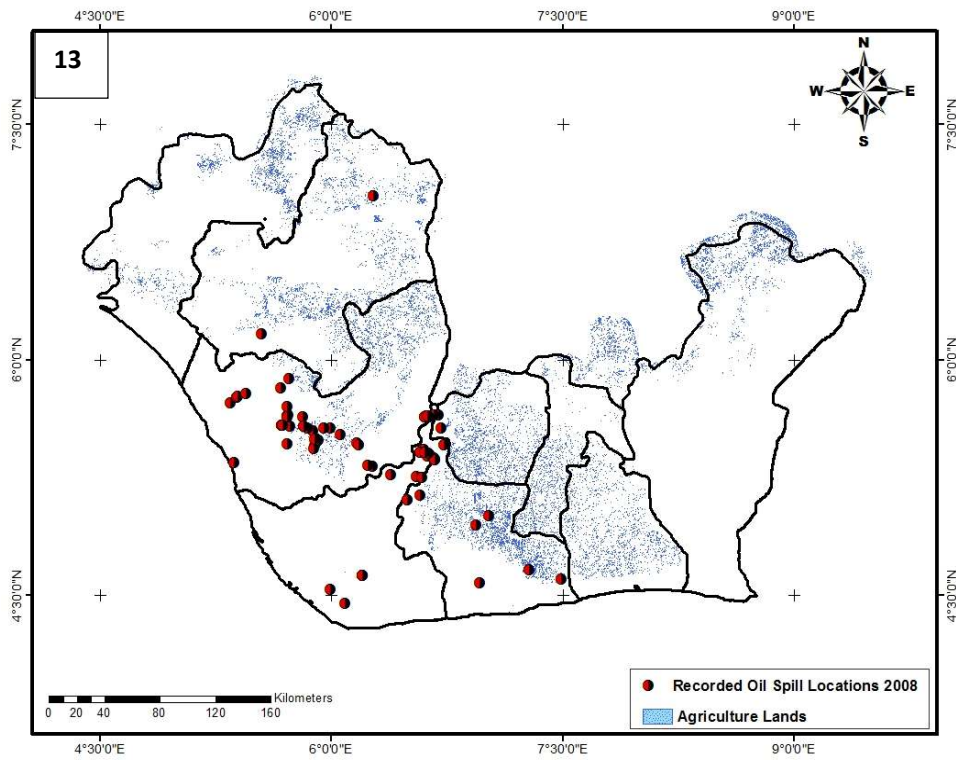 4°30'0"E 6°0'0"E 7°30'0"E 9°0'0"E
13
N
W E
S
7°30'0"N 7°30'0"N
6°0'0"N 6°0'0"N
4°30'0"N 4°30'0"N
Recorded Oil Spill Locations 2008
Agriculture Lands
Kilometers
0 20 40 80 120 160
4°30'0"E 6°0'0"E 7°30'0"E 9°0'0"E